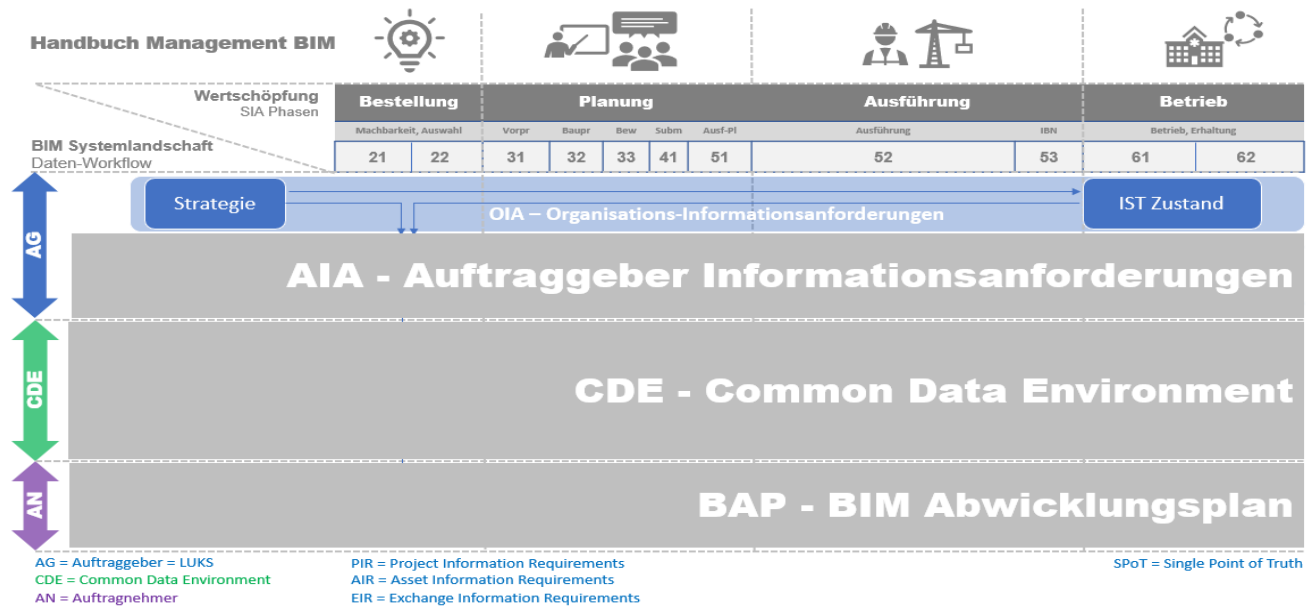 Handbuch Management BIM
Wertschöpfung
SIA Phasen
BIM Systemlandschaft
Daten-Workflow
Bestellung Planung Ausführung Betrieb
Machbarkeit, Auswahl Vorpr Baupr Bew Subm Ausf-Pl Ausführung IBN Betrieb, Erhaltung
21 22 31 32 33 41 51 52 53 61 62
AG
Strategie
OIA – Organisations-Informationsanforderungen
IST Zustand
AIA - Auftraggeber Informationsanforderungen
CDE
CDE - Common Data Environment
AN
BAP - BIM Abwicklungsplan
AG = Auftraggeber = LUKS
CDE = Common Data Environment
AN = Auftragnehmer
PIR = Project Information Requirements
AIR = Asset Information Requirements
EIR = Exchange Information Requirements
SPoT = Single Point of Truth